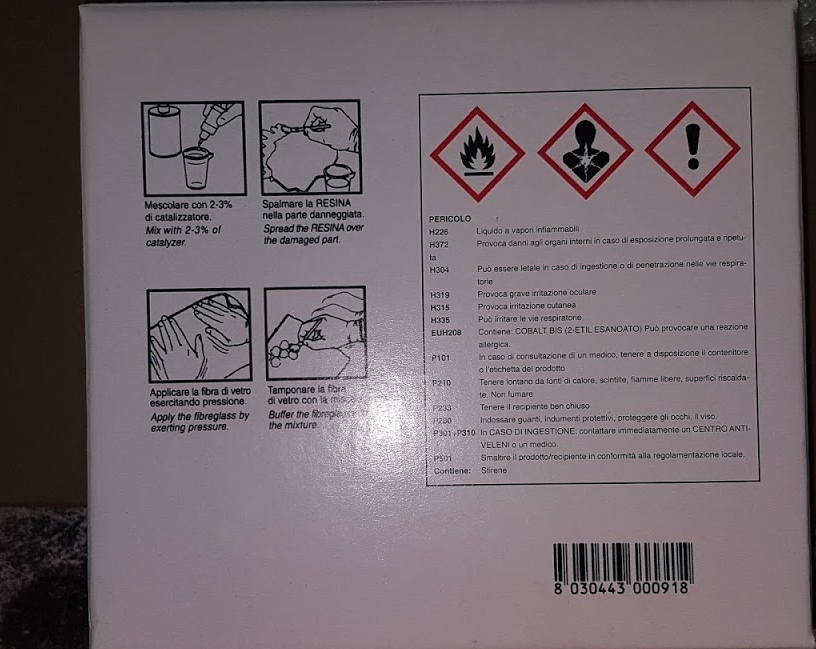 Mescolare con 2-3%
di catalizzatore.
Mix with 2-3% of
catalyzer.
Spalmare la RESINA
nella parte danneggiata.
Spread the RESINA over
the damaged part.
Applicare la fibra di vetro
esercitando pressione.
Apply the fibreglass by
exerting pressure.
Tamponare la fibra
di vetro con la
Buffer the
the mixture.
PERICOLO
H226 Liquido a vapori infiammabili
H372 Provoca danni agli organi interni in caso di esposizione prolungata e ripetu-
ta
H304 Può essere letale in caso di ingestione o di penetrazione nelle vie respira-
torie
H319 Provoca grave irritazione oculare
H315 Provoca irritazione cutanea
H335 Può irritare le vie respiratorie
EUH208 Contiene: COBALT BIS (2-ETIL ESANOATO) Può provocare una reazione
allergica.
P101 In caso di consultazione di un medico, tenere a disposizione il contenitore
o l'etichetta del prodotto
P210 Tenere lontano da fonti di calore, scintille, fiamme libere, superfici riscalda-
te. Non fumare
P233 Tenere il recipiente ben chiuso
P280 Indossare guanti, indumenti protettivi, proteggere gli occhi, il viso.
P301+P310 In CASO DI INGESTIONE: contattare immediatamente un CENTRO ANTI-
VELENI o un medico.
P501 Smaltire il prodotto/recipiente in conformità alla regolamentazione locale.
Contiene: Stirene
8 030443 000918